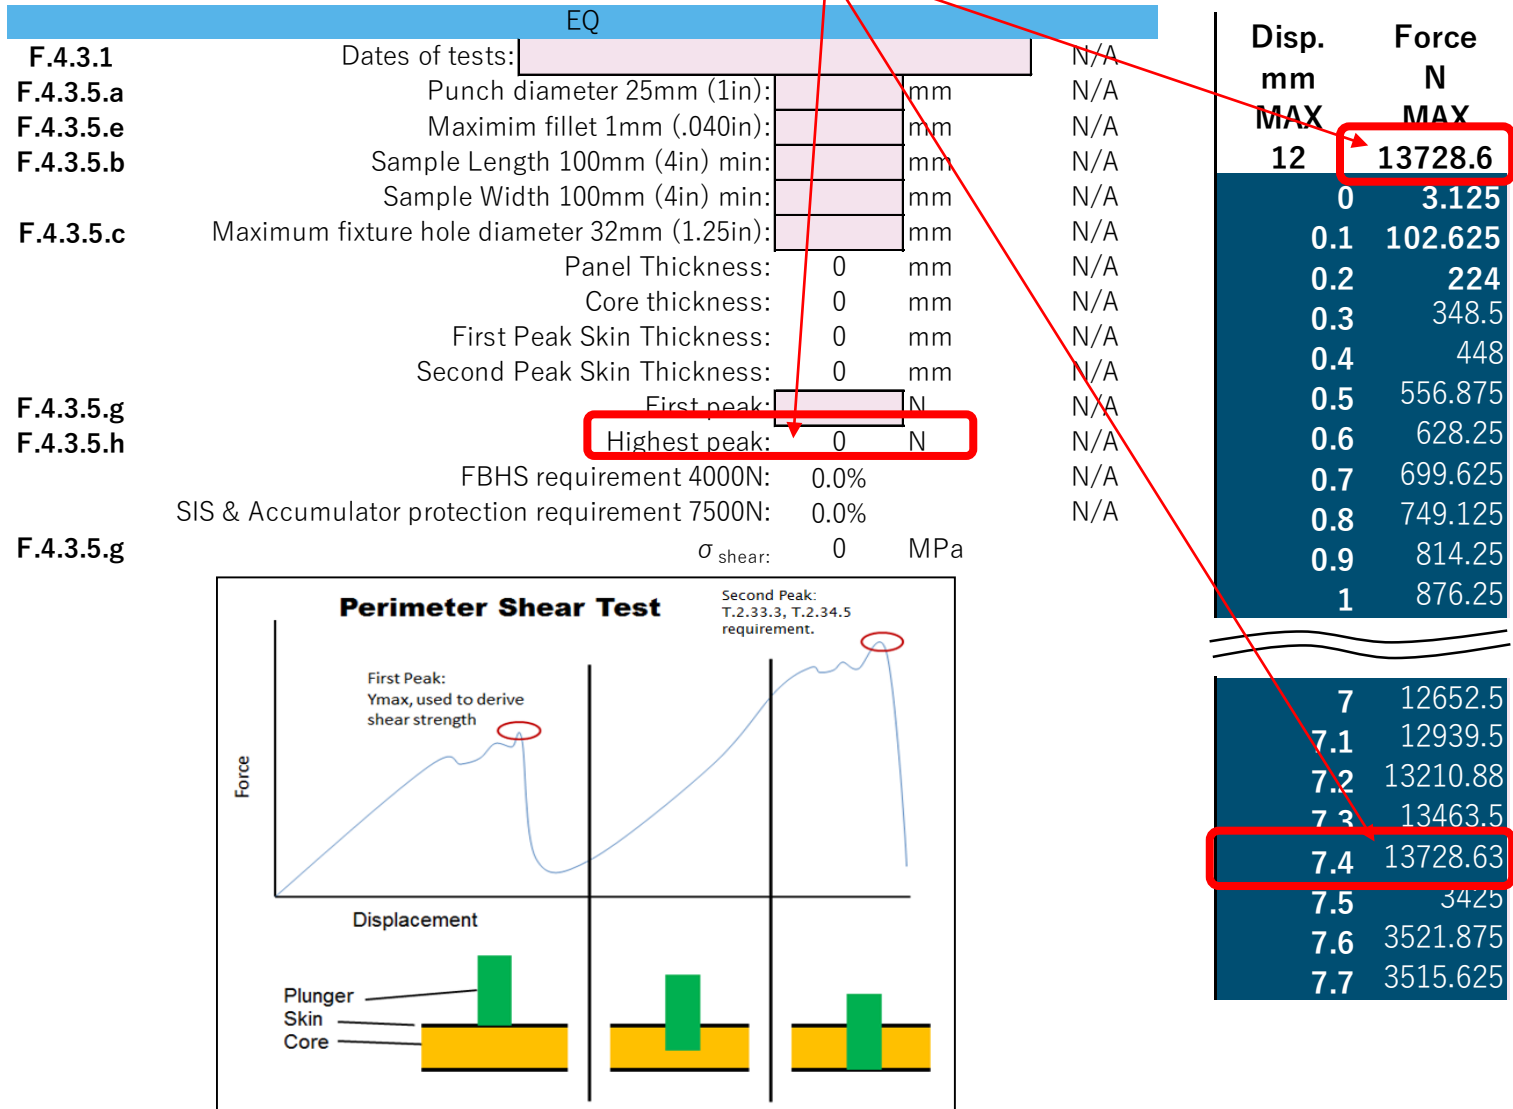 EQ
F.4.3.1 Dates of tests: N/A
F.4.3.5.a Punch diameter 25mm (1in): mm N/A
F.4.3.5.e Maximim fillet 1mm (.040in): mm N/A
F.4.3.5.b Sample Length 100mm (4in) min: mm N/A
Sample Width 100mm (4in) min: mm N/A
F.4.3.5.c Maximum fixture hole diameter 32mm (1.25in): mm N/A
Panel Thickness: 0 mm N/A
Core thickness: 0 mm N/A
First Peak Skin Thickness: 0 mm N/A
Second Peak Skin Thickness: 0 mm N/A
F.4.3.5.g First peak: N N/A
F.4.3.5.h Highest peak: 0 N N/A
FBHS requirement 4000N: 0.0% N/A
SIS & Accumulator protection requirement 7500N: 0.0% N/A
F.4.3.5.g σ shear: 0 MPa
Perimeter Shear Test
Second Peak:
T.2.33.3, T.2.34.5
requirement.
First Peak:
Ymax, used to derive
shear strength
Force
Displacement
Plunger
Skin
Core
Disp. Force
mm N
MAX MAX
12 13728.6
0 3.125
0.1 102.625
0.2 224
0.3 348.5
0.4 448
0.5 556.875
0.6 628.25
0.7 699.625
0.8 749.125
0.9 814.25
1 876.25
7 12652.5
7.1 12939.5
7.2 13210.88
7.3 13463.5
7.4 13728.63
7.5 3425
7.6 3521.875
7.7 3515.625